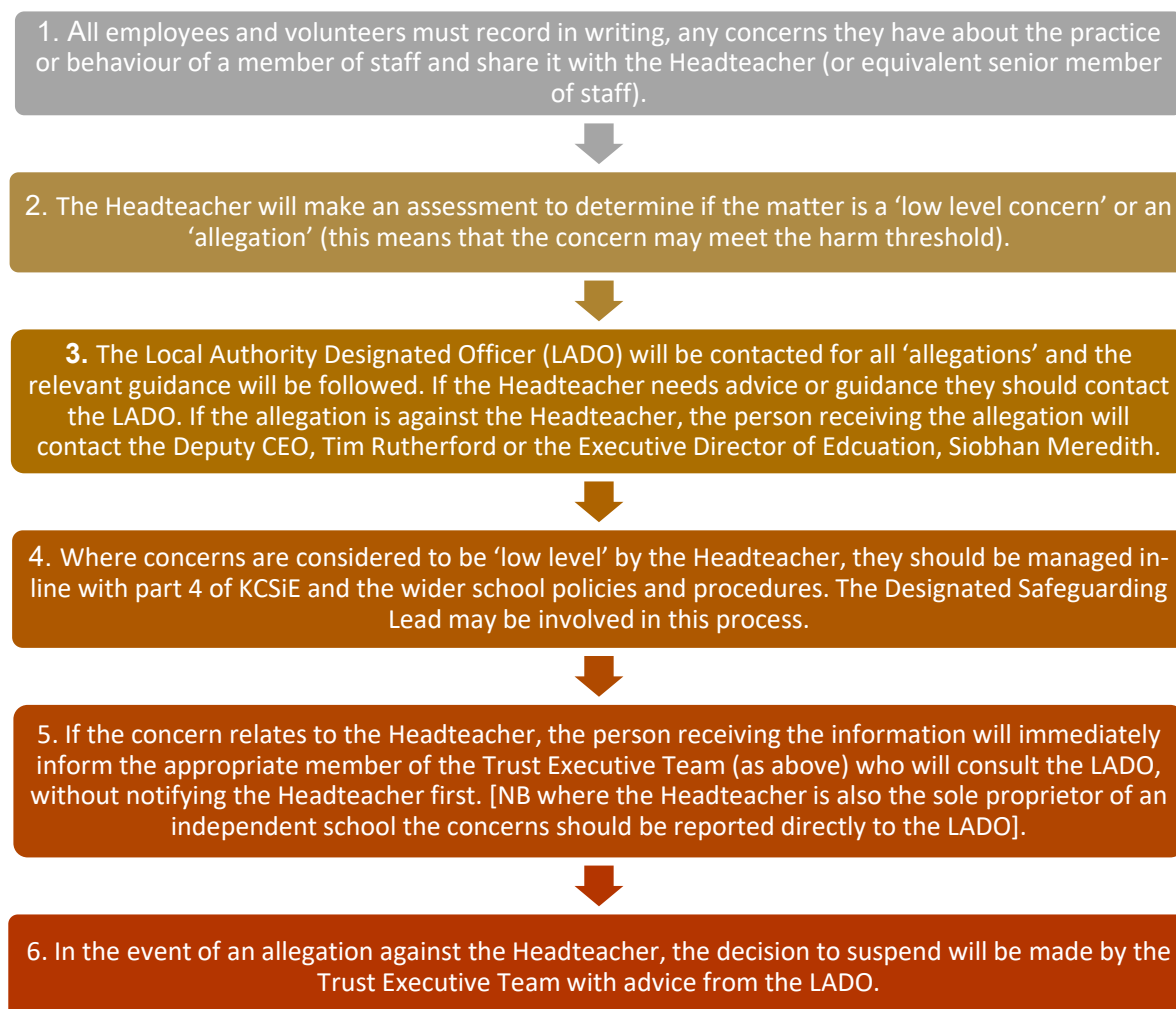 1. All employees and volunteers must record in writing, any concerns they have about the practice
or behaviour of a member of staff and share it with the Headteacher (or equivalent senior member
of staff).
2. The Headteacher will make an assessment to determine if the matter is a ‘low level concern’ or an
‘allegation’ (this means that the concern may meet the harm threshold).
3. The Local Authority Designated Officer (LADO) will be contacted for all ‘allegations’ and the
relevant guidance will be followed. If the Headteacher needs advice or guidance they should contact
the LADO. If the allegation is against the Headteacher, the person receiving the allegation will
contact the Deputy CEO, Tim Rutherford or the Executive Director of Edcuation, Siobhan Meredith.
4. Where concerns are considered to be ‘low level’ by the Headteacher, they should be managed in-
line with part 4 of KCSiE and the wider school policies and procedures. The Designated Safeguarding
Lead may be involved in this process.
5. If the concern relates to the Headteacher, the person receiving the information will immediately
inform the appropriate member of the Trust Executive Team (as above) who will consult the LADO,
without notifying the Headteacher first. [NB where the Headteacher is also the sole proprietor of an
independent school the concerns should be reported directly to the LADO].
6. In the event of an allegation against the Headteacher, the decision to suspend will be made by the
Trust Executive Team with advice from the LADO.